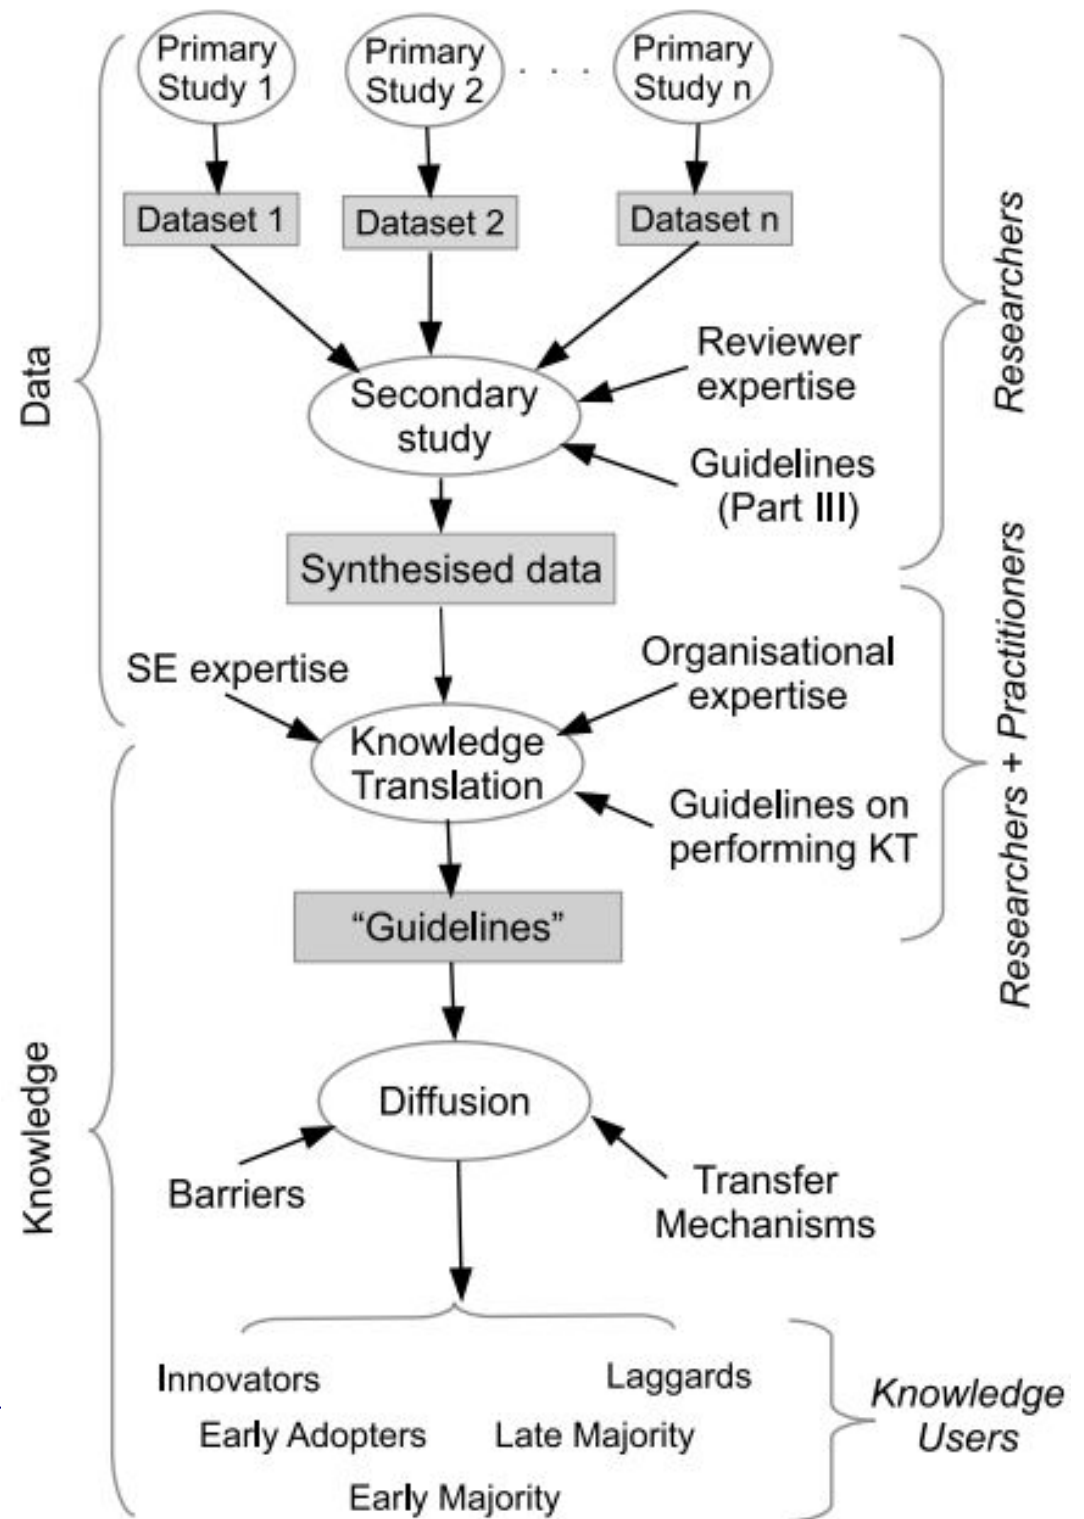 Primary
Study 1
Primary
Study 2
. . .
Primary
Study n
Dataset 1
Dataset 2
Dataset n
Data
Researchers
Reviewer
expertise
Secondary
study
Guidelines
(Part III)
Synthesised data
SE expertise
Organisational
expertise
Knowledge
Translation
Guidelines on
performing KT
Researchers + Practitioners
“Guidelines”
Knowledge
Diffusion
Barriers
Transfer
Mechanisms
Innovators
Laggards
Early Adopters
Late Majority
Early Majority
Knowledge
Users